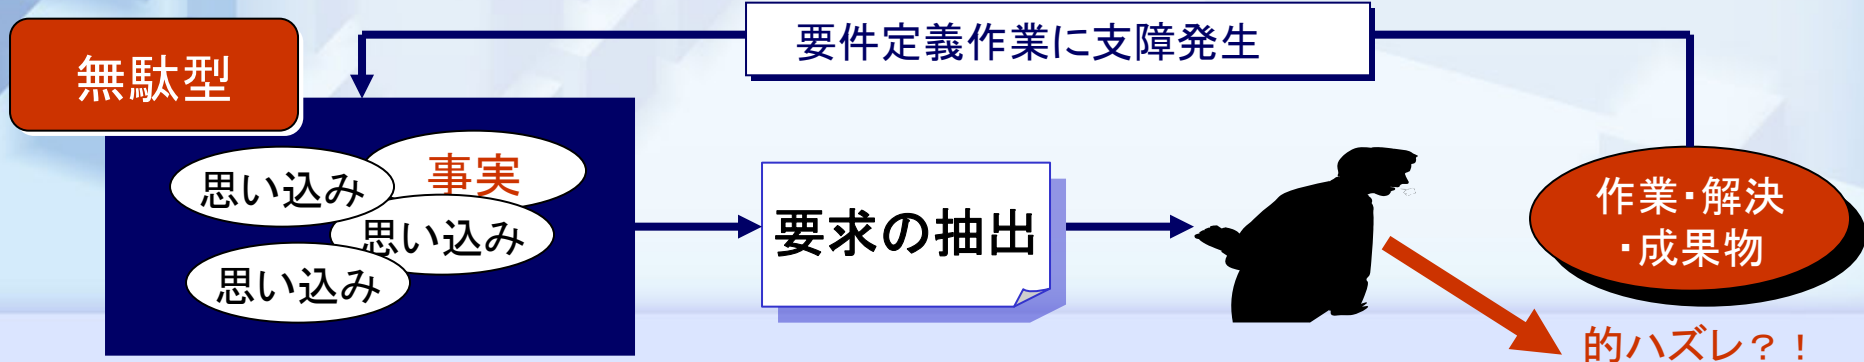 無駄型
要件定義作業に支障発生
思い込み
事実
思い込み
思い込み
要求の抽出
作業・解決
・成果物
的ハズレ？！